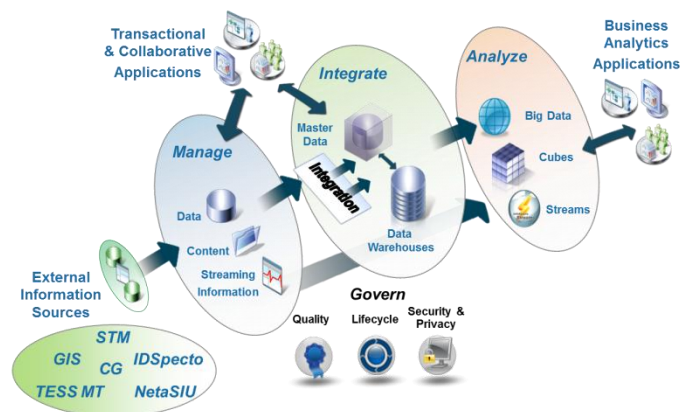 Transactional
& Collaborative
Applications
Business
Analytics
Applications
Integrate
Analyze
Master
Data
Big Data
Manage
Integration
Cubes
Data
Streams
Data
Warehouses
Content
Streaming
Information
External
Information
Sources
Govern
Quality
Lifecycle
Security &
Privacy
STM
GIS
IDSpecto
CG
TESS MT
NetaSIU